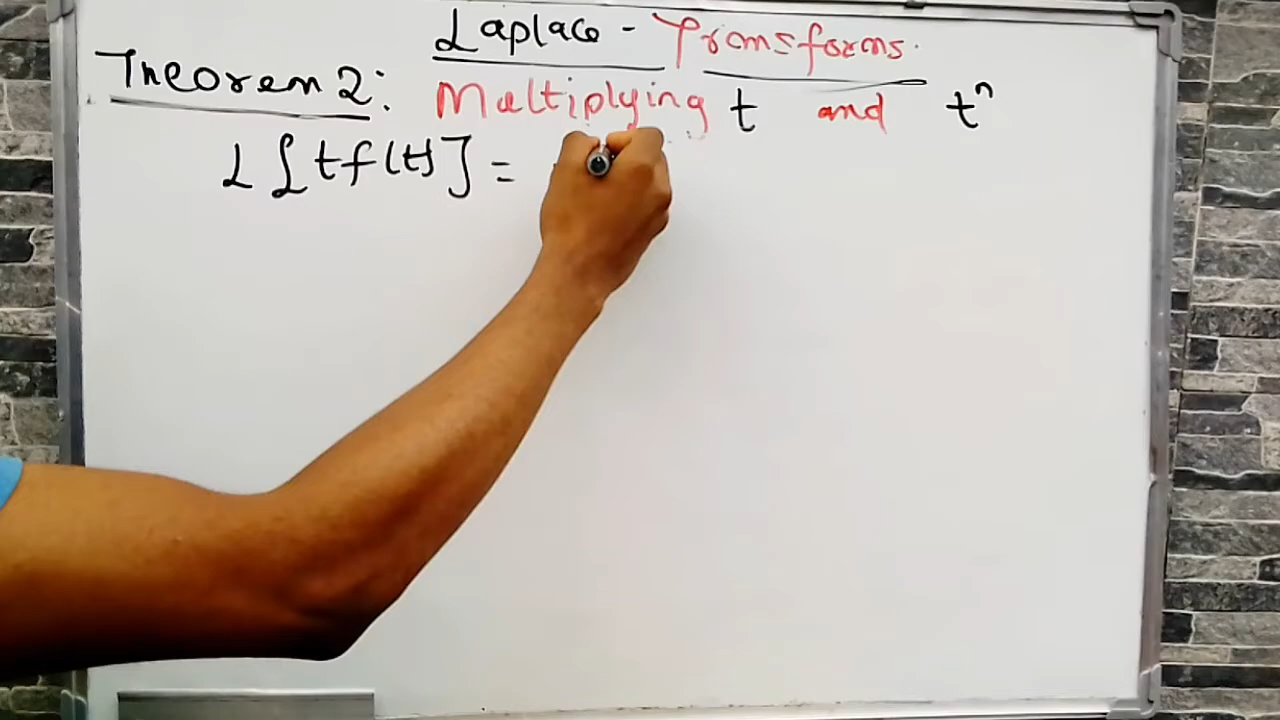 Laplace - Transforms.
Theorem 2: Multiplying t and tⁿ
L[tf(t)] =